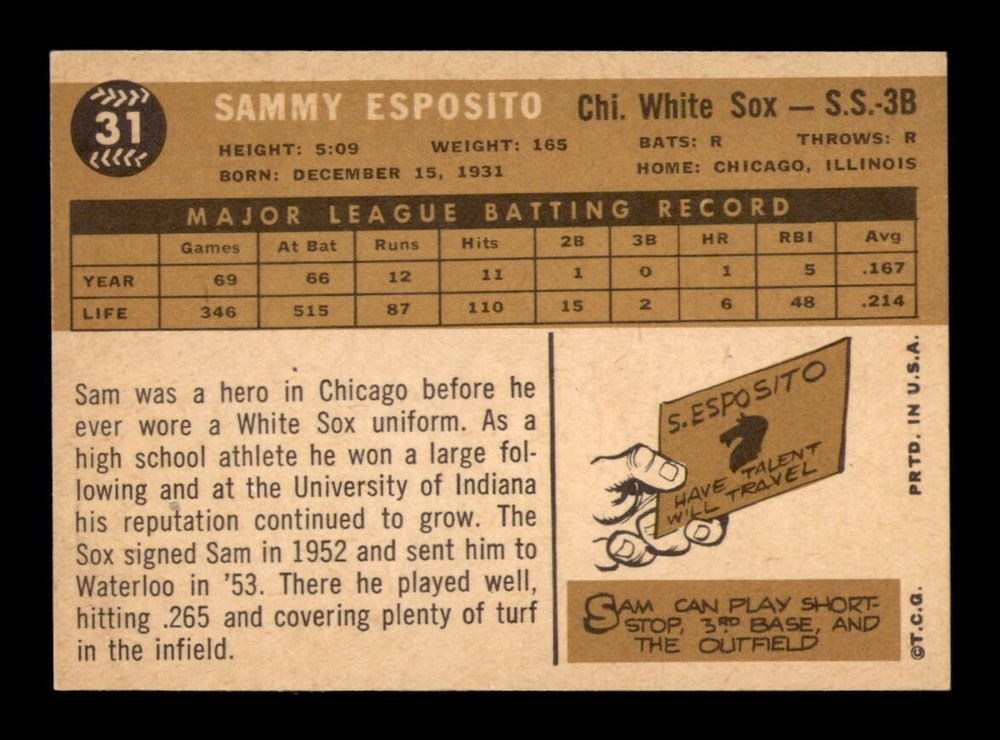 31
SAMMY ESPOSITO Chi. White Sox — S.S.-3B
HEIGHT: 5:09 WEIGHT: 165 BATS: R THROWS: R
BORN: DECEMBER 15, 1931 HOME: CHICAGO, ILLINOIS
MAJOR LEAGUE BATTING RECORD
Games At Bat Runs Hits 2B 3B HR RBI Avg
YEAR 69 66 12 11 1 0 1 5 .167
LIFE 346 515 87 110 15 2 6 48 .214
Sam was a hero in Chicago before he
ever wore a White Sox uniform. As a
high school athlete he won a large fol-
lowing and at the University of Indiana
his reputation continued to grow. The
Sox signed Sam in 1952 and sent him to
Waterloo in '53. There he played well,
hitting .265 and covering plenty of turf
in the infield.
S. ESPOSITO
HAVE TALENT
WILL TRAVEL
SAM CAN PLAY SHORT-
STOP, 3RD BASE, AND
THE OUTFIELD
©T.C.G. PRTD. IN U.S.A.